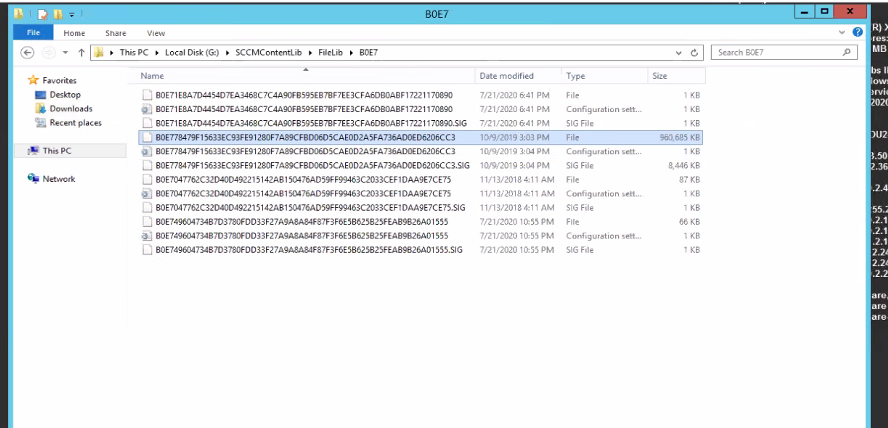 B0E7
File Home Share View
This PC Local Disk (G:) SCCMContentLib FileLib B0E7
Search B0E7
Favorites
Desktop
Downloads
Recent places
This PC
Network
Name Date modified Type Size
B0E71E8A7D4454D7EA3468C7C4A90FB595EB7BF7EE3CFA6DB0ABF17221170890 7/21/2020 6:41 PM File 1 KB
B0E71E8A7D4454D7EA3468C7C4A90FB595EB7BF7EE3CFA6DB0ABF17221170890 7/21/2020 6:41 PM Configuration sett... 1 KB
B0E71E8A7D4454D7EA3468C7C4A90FB595EB7BF7EE3CFA6DB0ABF17221170890.SIG 7/21/2020 6:41 PM SIG File 1 KB
B0E778479F15633EC93FE91280F7A89CFBD06D5CAE0D2A5FA736AD0ED6206CC3 10/9/2019 3:03 PM File 960,685 KB
B0E778479F15633EC93FE91280F7A89CFBD06D5CAE0D2A5FA736AD0ED6206CC3 10/9/2019 3:04 PM Configuration sett... 1 KB
B0E778479F15633EC93FE91280F7A89CFBD06D5CAE0D2A5FA736AD0ED6206CC3.SIG 10/9/2019 3:03 PM SIG File 8,446 KB
B0E7047762C32D40D492215142AB150476AD59FF99463C2033CEF1DAA9E7CE75 11/13/2018 4:11 AM File 87 KB
B0E7047762C32D40D492215142AB150476AD59FF99463C2033CEF1DAA9E7CE75 11/13/2018 4:11 AM Configuration sett... 1 KB
B0E7047762C32D40D492215142AB150476AD59FF99463C2033CEF1DAA9E7CE75.SIG 11/13/2018 4:11 AM SIG File 1 KB
B0E749604734B7D3780FDD33F27A9A8A84F87F3F6E5B625B25FEAB9B26A01555 7/21/2020 10:55 PM File 66 KB
B0E749604734B7D3780FDD33F27A9A8A84F87F3F6E5B625B25FEAB9B26A01555 7/21/2020 10:55 PM Configuration sett... 1 KB
B0E749604734B7D3780FDD33F27A9A8A84F87F3F6E5B625B25FEAB9B26A01555.SIG 7/21/2020 10:55 PM SIG File 1 KB